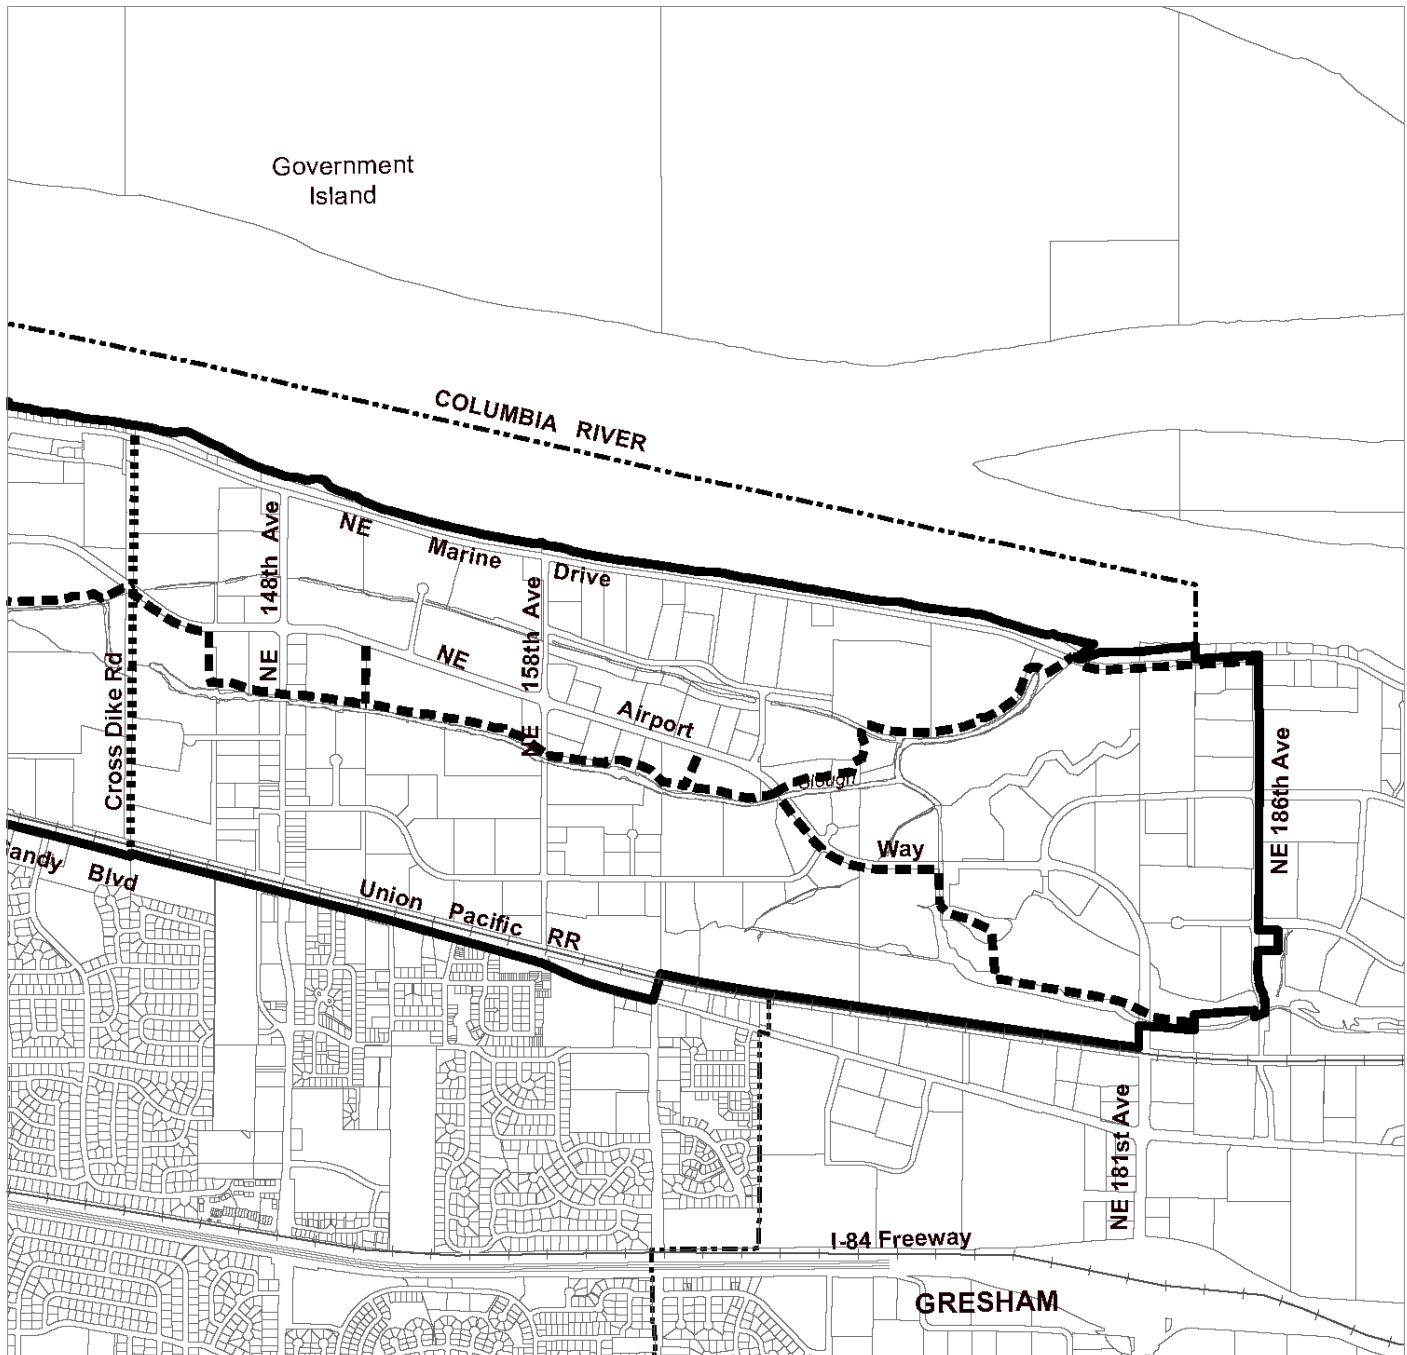 Government
Island
COLUMBIA RIVER
NE 148th Ave
NE Marine Drive
NE 158th Ave
Cross Dike Rd
NE Airport Way
Slough
NE 186th Ave
andy Blvd
Union Pacific RR
NE 181st Ave
I-84 Freeway
GRESHAM